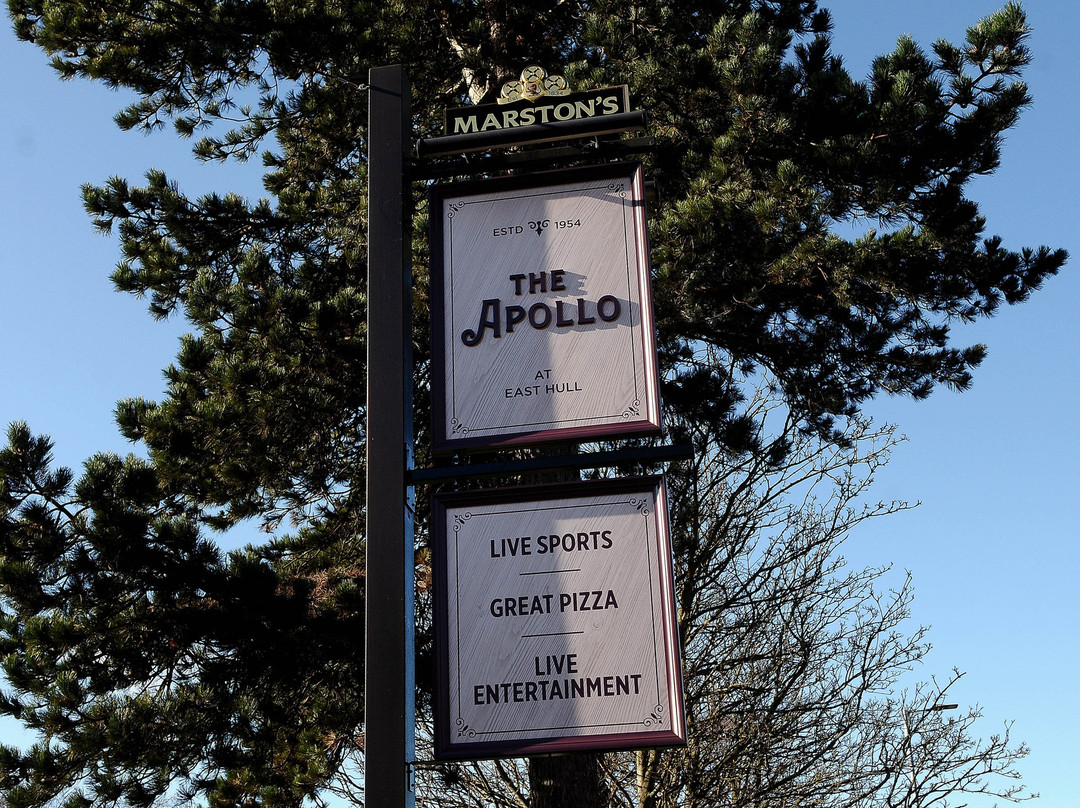 MARSTON'S
ESTD 1954
THE
APOLLO
AT
EAST HULL
LIVE SPORTS
GREAT PIZZA
LIVE
ENTERTAINMENT